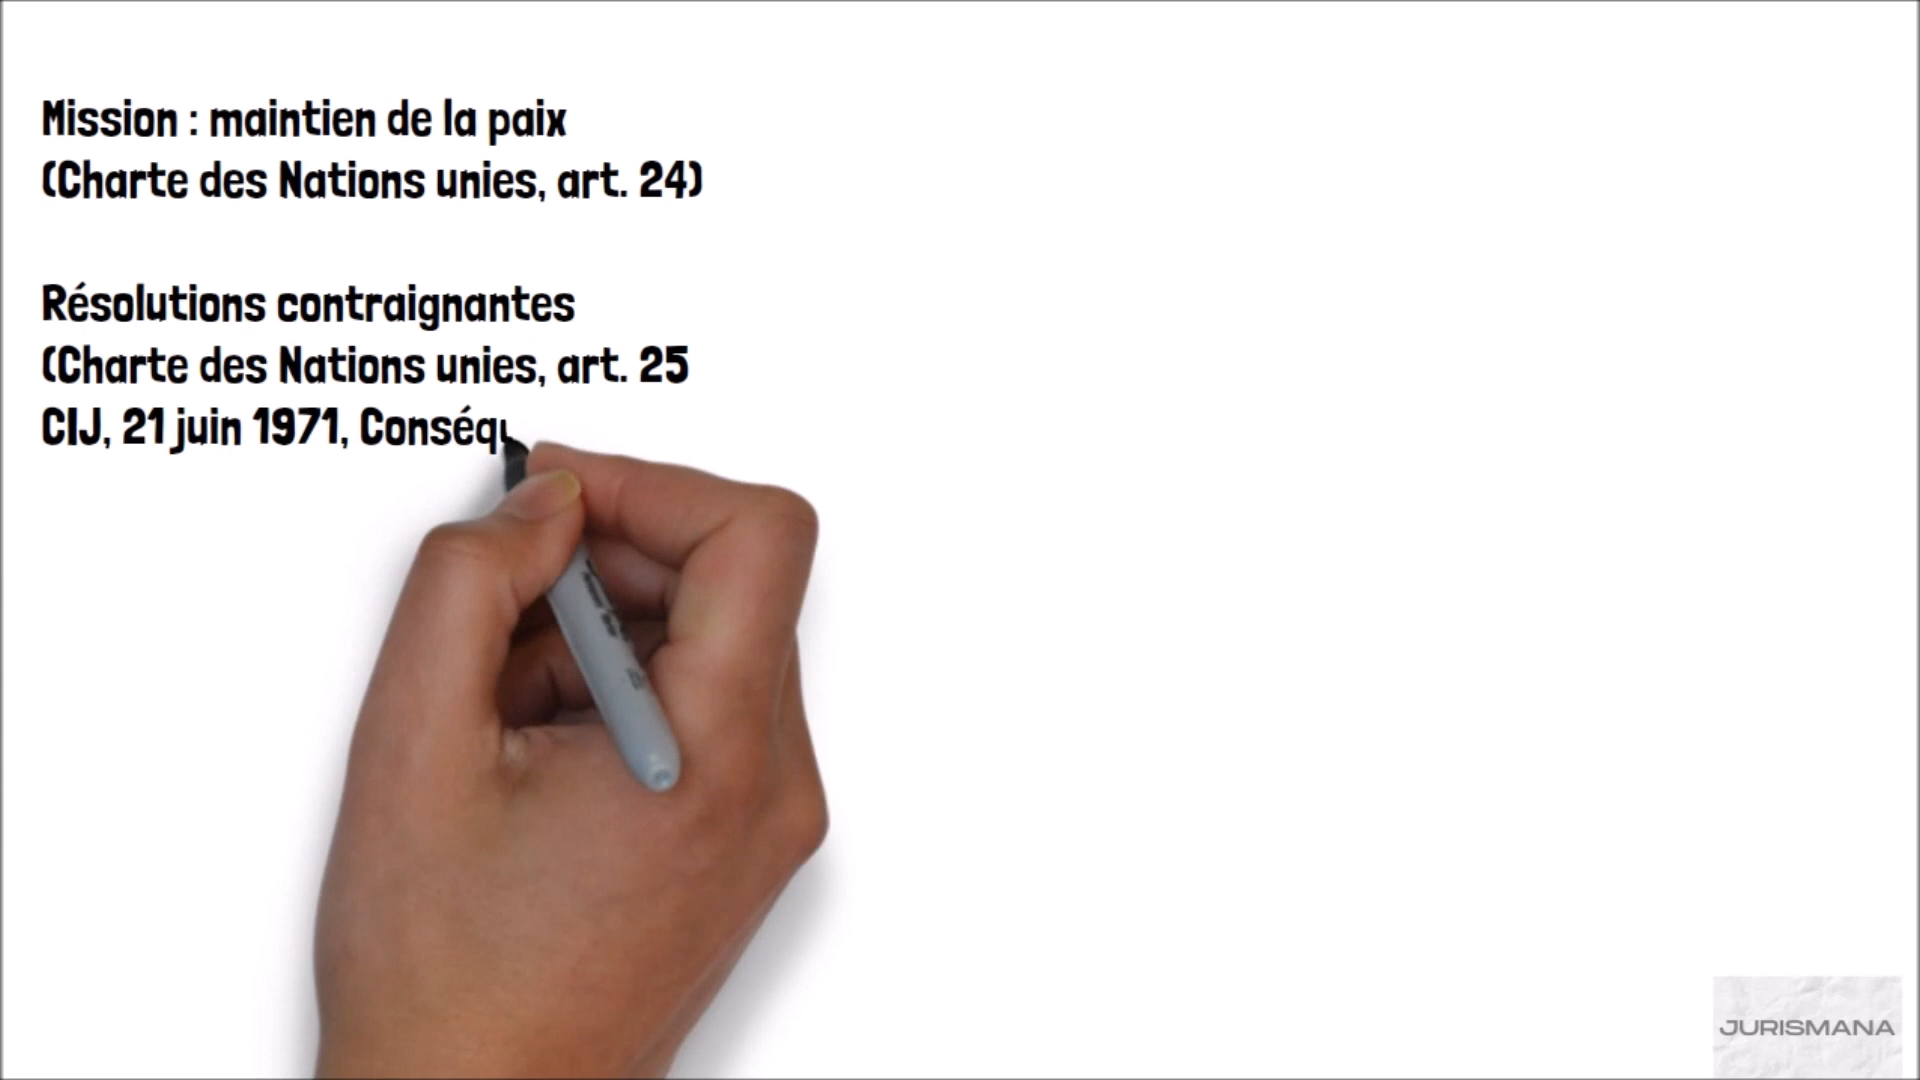 Mission : maintien de la paix
(Charte des Nations unies, art. 24)
Résolutions contraignantes
(Charte des Nations unies, art. 25
CIJ, 21 juin 1971, Conséq
JURISMANA